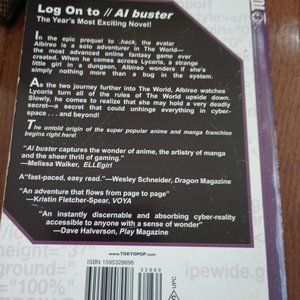 Log On to // AI buster
The Year's Most Exciting Novel!
In the epic prequel to .hack, the avatar
Albireo is a solo adventurer in The World—
the most advanced online fantasy game ever
created. When he comes across Lycoris, a strange
little girl in a dungeon, Albireo wonders if she's
simply nothing more than a bug in the system.
As the two journey further into The World, Albireo watches
Lycoris turn all of the rules of The World upside down.
Slowly, he comes to realize that she may hold a very deadly
secret—a secret that could unhinge everything in cyber-
space... and beyond!
The untold origin of the super popular anime and manga franchise
begins right here!
"AI buster captures the wonder of anime, the artistry of manga
and the sheer thrill of gaming."
—Melissa Walker, ELLEgirl
A"fast-paced, easy read."—Wesley Schneider, Dragon Magazine
"An adventure that flows from page to page"
—Kristin Fletcher-Spear, VOYA
"An instantly discernable and absorbing cyber-reality
accessible to anyone with a sense of wonder"
—Dave Halverson, Play Magazine
WWW.TOKYOPOP.COM
ISBN 1595328696
32869
UPC
height="
ground="
"100%"
ipewide.g